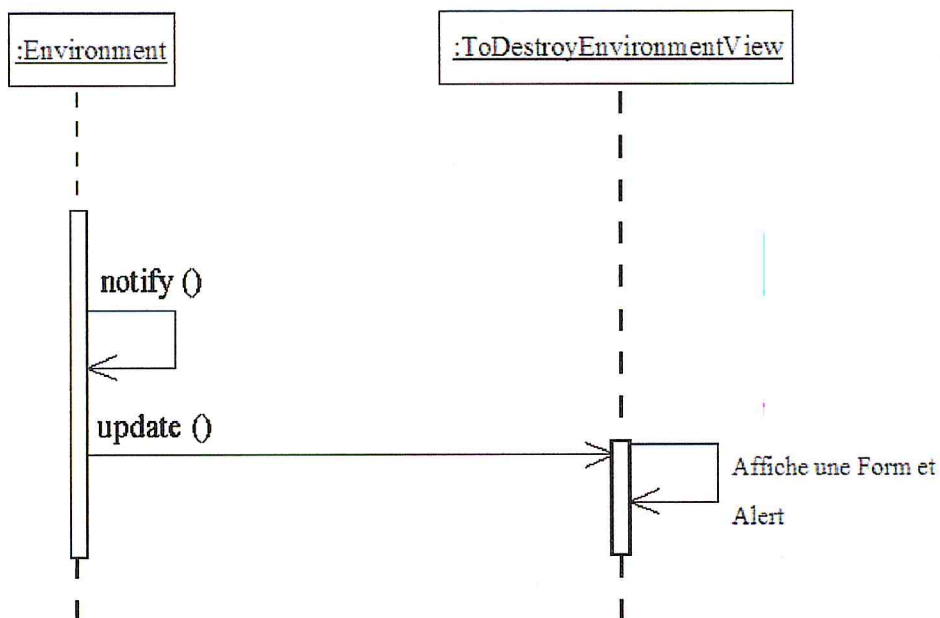 :Environment
:ToDestroyEnvironmentView
notify ()
update ()
Affiche une Form et
Alert